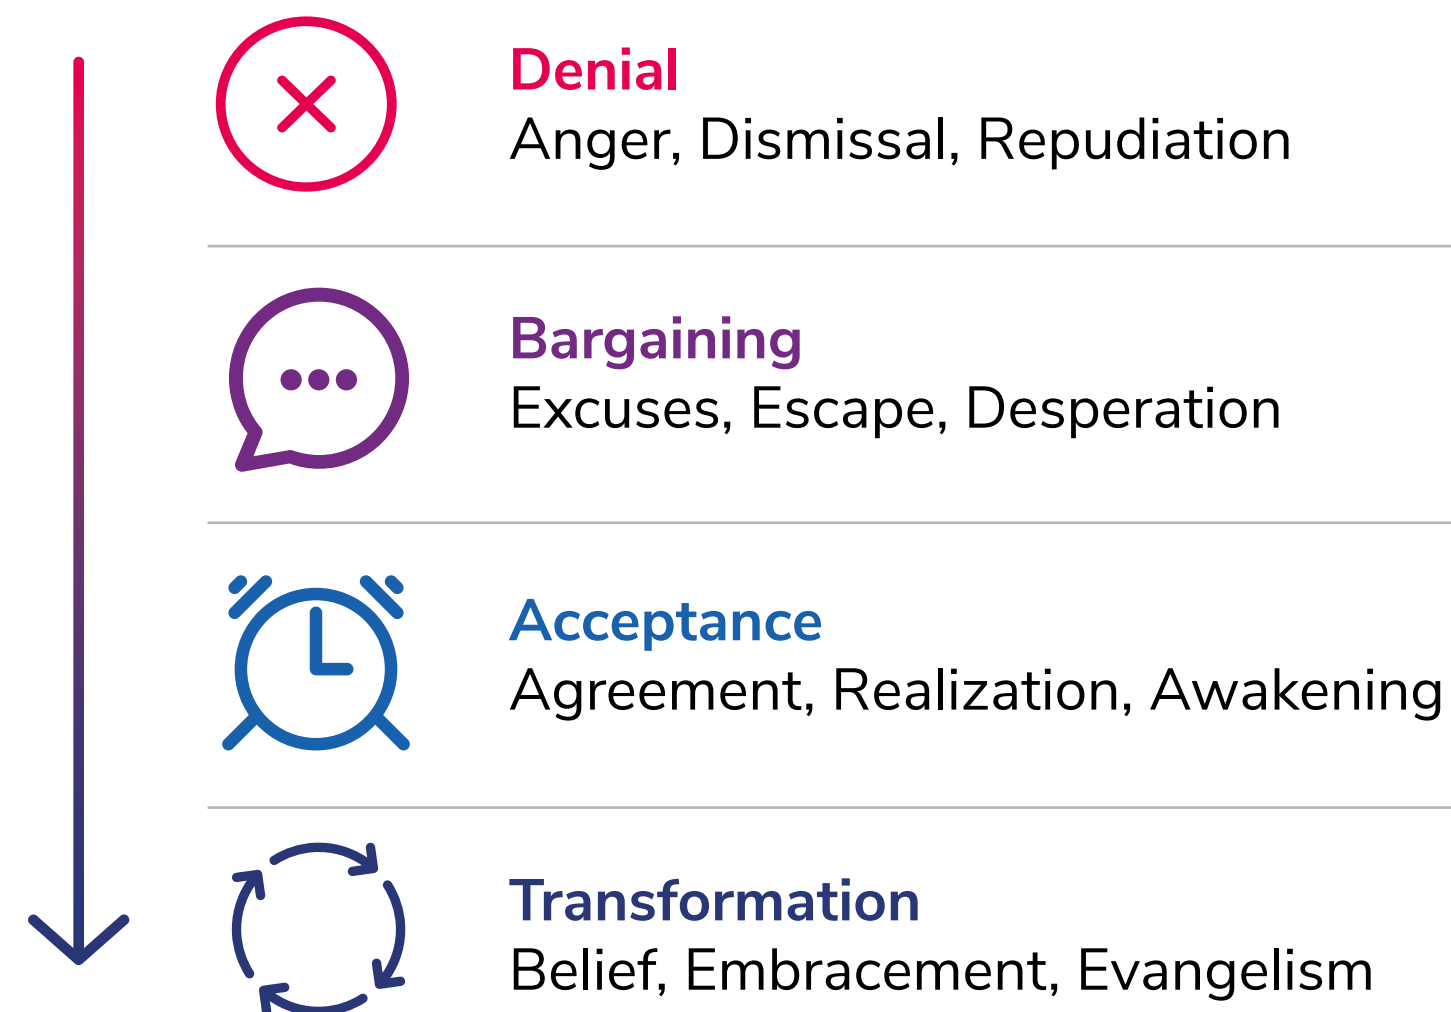 Denial
Anger, Dismissal, Repudiation
Bargaining
Excuses, Escape, Desperation
Acceptance
Agreement, Realization, Awakening
Transformation
Belief, Embracement, Evangelism